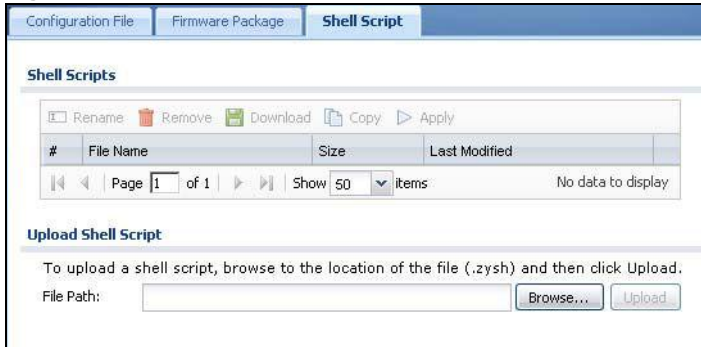 Configuration File Firmware Package Shell Script
Shell Scripts
Rename Remove Download Copy Apply
# File Name Size Last Modified
Page 1 of 1 Show 50 items No data to display
Upload Shell Script
To upload a shell script, browse to the location of the file (.zysh) and then click Upload.
File Path: Browse... Upload